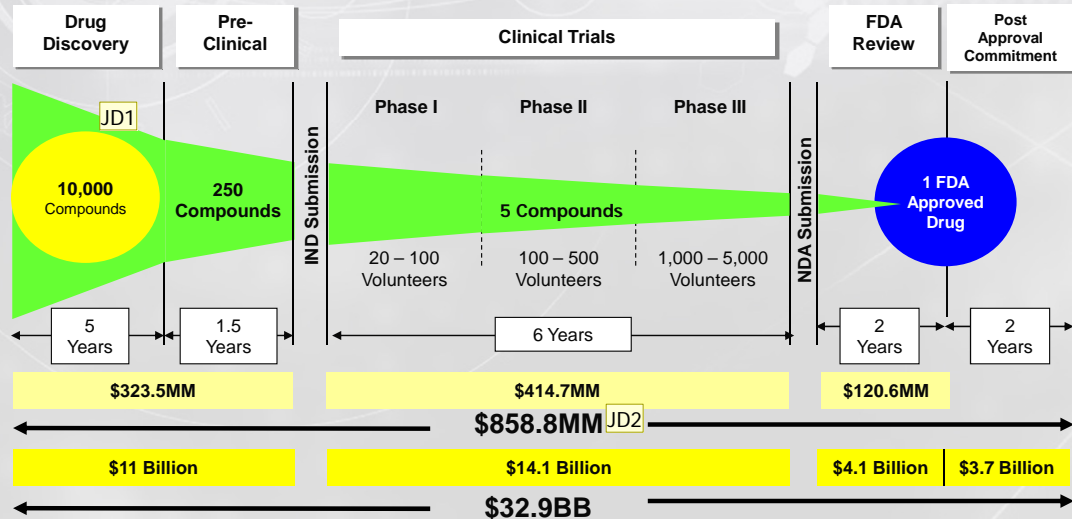 Drug
Discovery
Pre-
Clinical
Clinical Trials
FDA
Review
Post
Approval
Commitment
JD1
Phase I
Phase II
Phase III
10,000
Compounds
250
Compounds
IND Submission
5 Compounds
NDA Submission
1 FDA
Approved
Drug
20 – 100
Volunteers
100 – 500
Volunteers
1,000 – 5,000
Volunteers
5
Years
1.5
Years
6 Years
2
Years
2
Years
$323.5MM
$414.7MM
$120.6MM
$858.8MM
JD2
$11 Billion
$14.1 Billion
$4.1 Billion
$3.7 Billion
$32.9BB